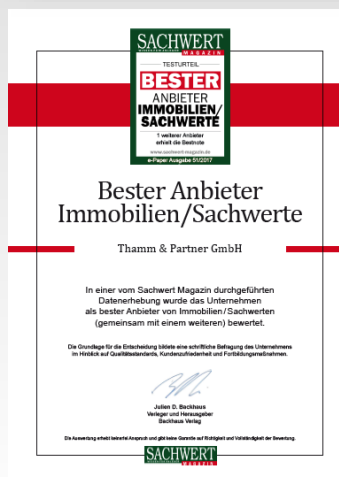 SACHWERT
MAGAZIN
TESTURTEIL
BESTER
ANBIETER
IMMOBILIEN/
SACHWERTE
1 weiterer Anbieter
erhielt die Bestnote
www.sachwert-magazin.de
e-Paper Ausgabe 51/2017
Bester Anbieter
Immobilien/Sachwerte
Thamm & Partner GmbH
In einer vom Sachwert Magazin durchgeführten
Datenerhebung wurde das Unternehmen
als bester Anbieter von Immobilien/Sachwerten
(gemeinsam mit einem weiteren) bewertet.
Die Grundlage für die Entscheidung bildete eine schriftliche Befragung des Unternehmens
im Hinblick auf Qualitätsstandards, Kundenzufriedenheit und Fortbildungsmaßnahmen.
Julien D. Backhaus
Verleger und Herausgeber
Backhaus Verlag
Die Auswertung erhebt keinerlei Anspruch und gibt keine Garantie auf Richtigkeit und Vollständigkeit der Bewertung.
SACHWERT
MAGAZIN